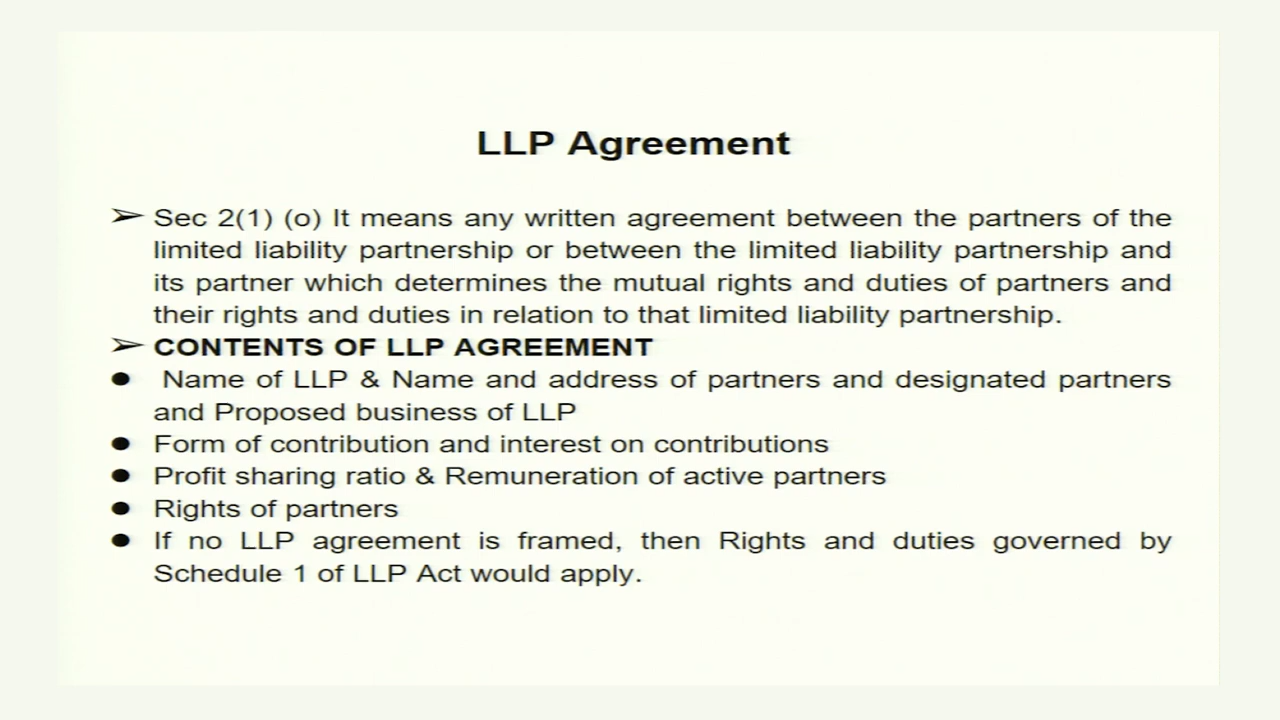 LLP Agreement
➢ Sec 2(1) (o) It means any written agreement between the partners of the
limited liability partnership or between the limited liability partnership and
its partner which determines the mutual rights and duties of partners and
their rights and duties in relation to that limited liability partnership.
➢ CONTENTS OF LLP AGREEMENT
● Name of LLP & Name and address of partners and designated partners
and Proposed business of LLP
● Form of contribution and interest on contributions
● Profit sharing ratio & Remuneration of active partners
● Rights of partners
● If no LLP agreement is framed, then Rights and duties governed by
Schedule 1 of LLP Act would apply.